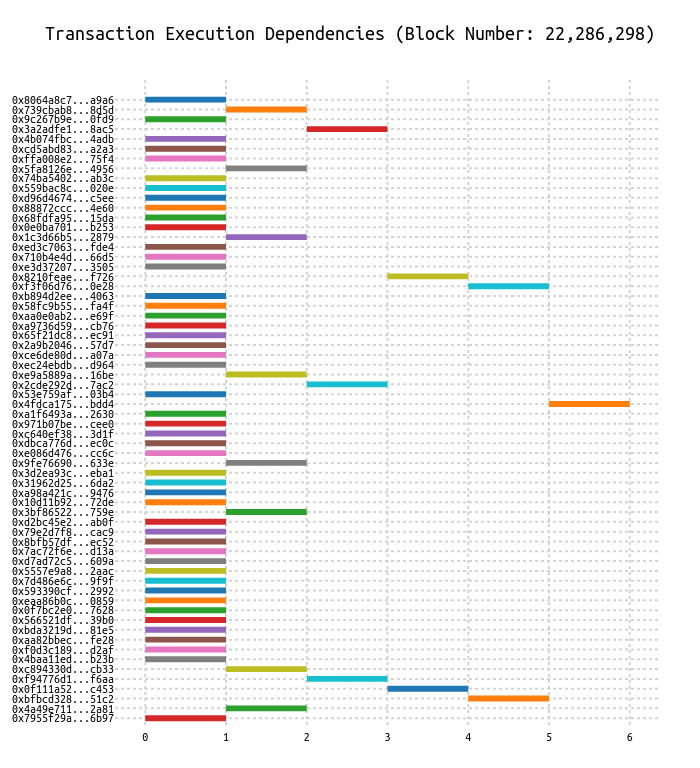 Transaction Execution Dependencies (Block Number: 22,286,298)
0x8064a8c7...a9a6
0x739cbab8...8d5d
0x9c267b9e...0fd9
0x3a2adfe1...8ac5
0x4b074fbc...4adb
0xcd5abd83...a2a3
0xffa008e2...75f4
0x5fa8126e...4956
0x74ba5402...ab3c
0x559bac8c...020e
0xd96d4674...c5ee
0x88872ccc...4e60
0x68fdfa95...15da
0x0e0ba701...b253
0x1c3d66b5...2879
0xed3c7063...fde4
0x710b4e4d...66d5
0xe3d37207...3505
0x8210feae...f726
0xf3f06d76...0e28
0xb894d2ee...4063
0x58fc9b55...fa4f
0xaa0e0ab2...e69f
0xa9736d59...cb76
0x65f21dc8...ec91
0x2a9b2046...57d7
0xce6de80d...a07a
0xec24ebdb...d964
0xe9a5889a...16be
0x2cde292d...7ac2
0x53e759af...03b4
0x4fdca175...bdd4
0xa1f6493a...2630
0x971b07be...cee0
0xc640ef38...3d1f
0xdbca776d...ec0c
0xe086d476...cc6c
0x9fe76690...633e
0x3d2ea93c...eba1
0x31962d25...6da2
0xa98a421c...9476
0x10d11b92...72de
0x3bf86522...759e
0xd2bc45e2...ab0f
0x79e2d7f8...cac9
0x8bfb57df...ec52
0x7ac72f6e...d13a
0xd7ad72c5...609a
0x5557e9a8...2aac
0x7d486e6c...9f9f
0x593390cf...2992
0xeaa86b0c...0859
0x0f7bc2e0...7628
0x566521df...39b0
0xbda3219d...81e5
0xaa82bbec...fe28
0xf0d3c189...d2af
0x4baa11ed...b23b
0xc894330d...cb33
0xf94776d1...f6aa
0x0f111a52...c453
0xbfbcd328...51c2
0x4a49e711...2a81
0x7955f29a...6b97
0 1 2 3 4 5 6